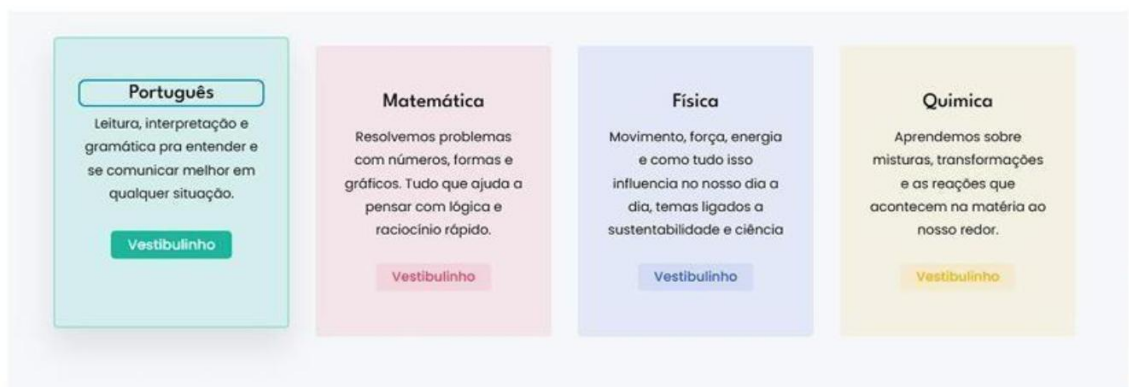 Português
Leitura, interpretação e
gramática pra entender e
se comunicar melhor em
qualquer situação.
Vestibulinho
Matemática
Resolvemos problemas
com números, formas e
gráficos. Tudo que ajuda a
pensar com lógica e
raciocínio rápido.
Vestibulinho
Física
Movimento, força, energia
e como tudo isso
influencia no nosso dia a
dia, temas ligados a
sustentabilidade e ciência
Vestibulinho
Quimica
Aprendemos sobre
misturas, transformações
e as reações que
acontecem na matéria ao
nosso redor.
Vestibulinho